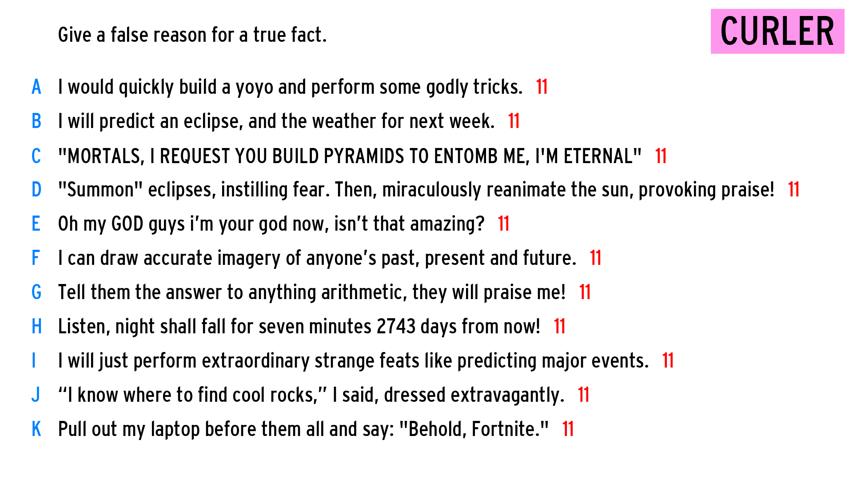 Give a false reason for a true fact.
CURLER
A I would quickly build a yoyo and perform some godly tricks. 11
B I will predict an eclipse, and the weather for next week. 11
C "MORTALS, I REQUEST YOU BUILD PYRAMIDS TO ENTOMB ME, I'M ETERNAL" 11
D "Summon" eclipses, instilling fear. Then, miraculously reanimate the sun, provoking praise! 11
E Oh my GOD guys i'm your god now, isn't that amazing? 11
F I can draw accurate imagery of anyone's past, present and future. 11
G Tell them the answer to anything arithmetic, they will praise me! 11
H Listen, night shall fall for seven minutes 2743 days from now! 11
I I will just perform extraordinary strange feats like predicting major events. 11
J “I know where to find cool rocks,” I said, dressed extravagantly. 11
K Pull out my laptop before them all and say: "Behold, Fortnite." 11